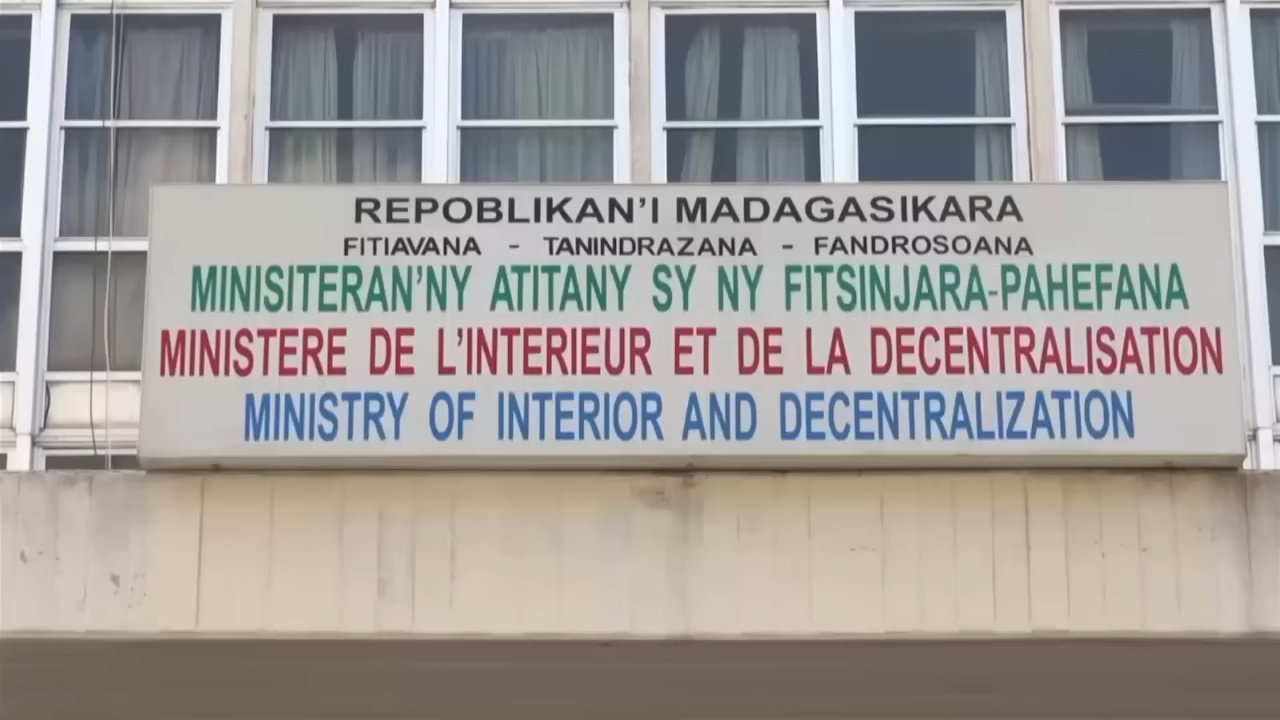 REPOBLIKAN'I MADAGASIKARA
FITIAVANA - TANINDRAZANA - FANDROSOANA
MINISITERAN'NY ATITANY SY NY FITSINJARA-PAHEFANA
MINISTERE DE L'INTERIEUR ET DE LA DECENTRALISATION
MINISTRY OF INTERIOR AND DECENTRALIZATION